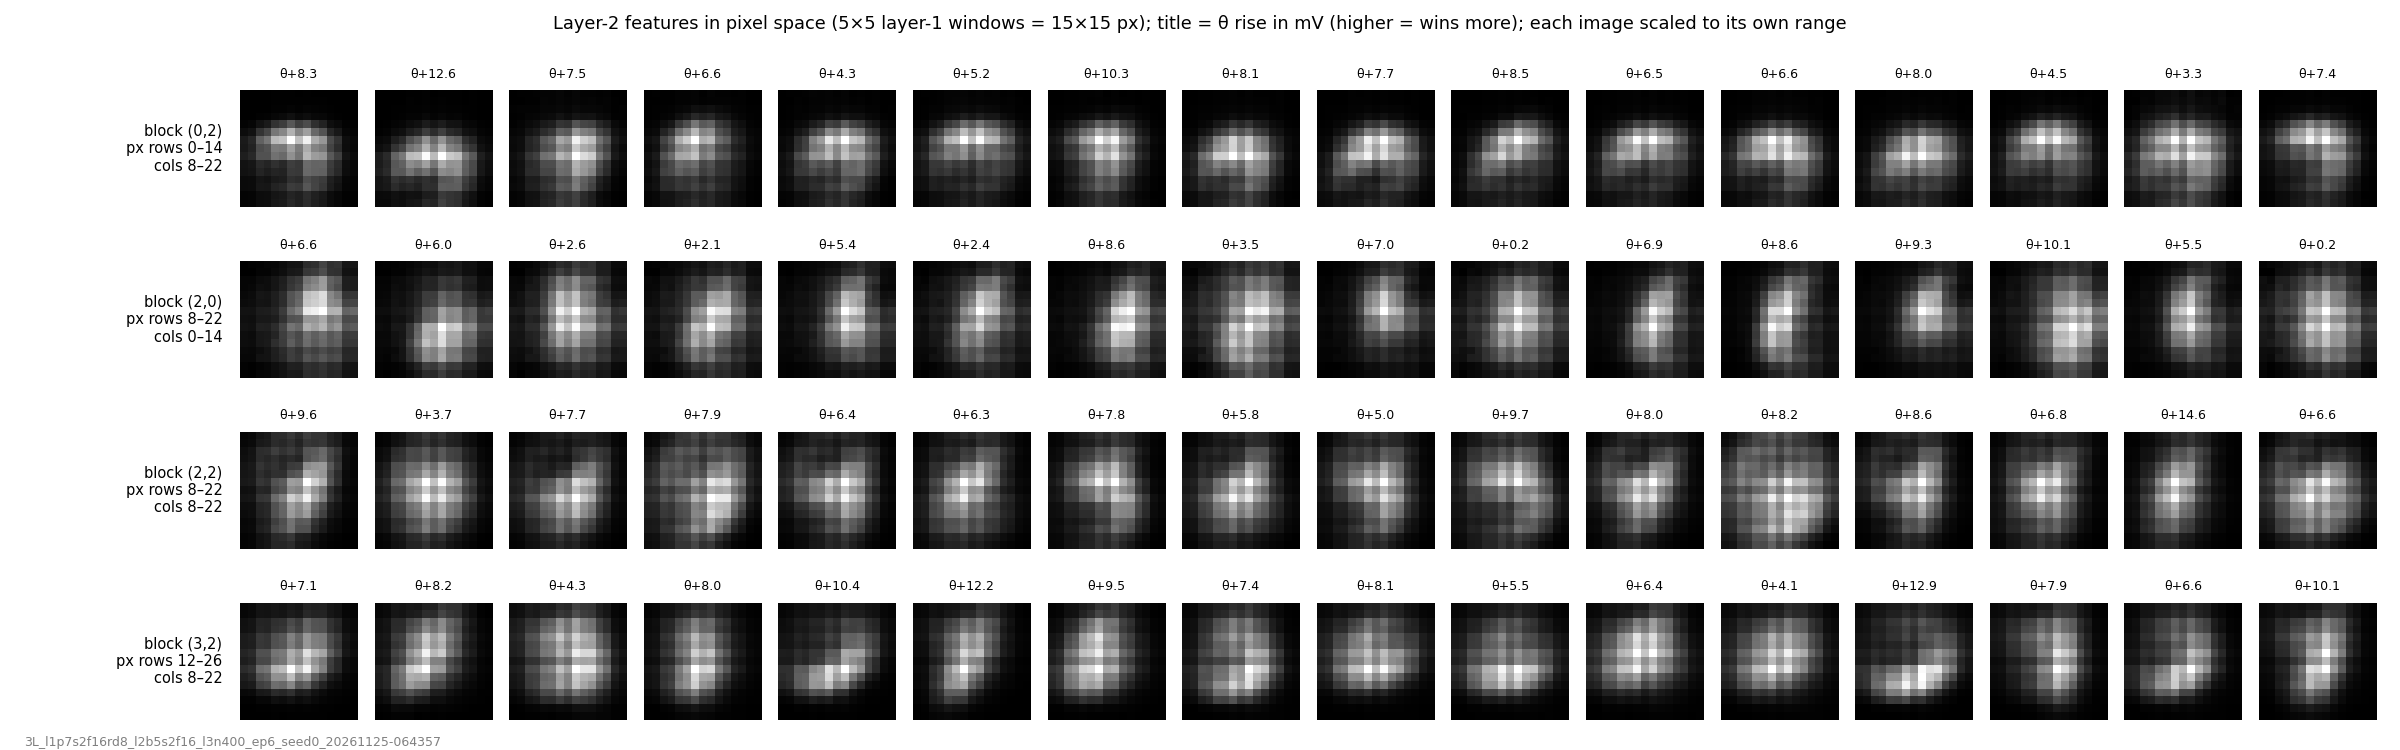 Layer-2 features in pixel space (5×5 layer-1 windows = 15×15 px); title = θ rise in mV (higher = wins more); each image scaled to its own range
θ+8.3 θ+12.6 θ+7.5 θ+6.6 θ+4.3 θ+5.2 θ+10.3 θ+8.1 θ+7.7 θ+8.5 θ+6.5 θ+6.6 θ+8.0 θ+4.5 θ+3.3 θ+7.4
block (0,2)
px rows 0–14
cols 8–22
θ+6.6 θ+6.0 θ+2.6 θ+2.1 θ+5.4 θ+2.4 θ+8.6 θ+3.5 θ+7.0 θ+0.2 θ+6.9 θ+8.6 θ+9.3 θ+10.1 θ+5.5 θ+0.2
block (2,0)
px rows 8–22
cols 0–14
θ+9.6 θ+3.7 θ+7.7 θ+7.9 θ+6.4 θ+6.3 θ+7.8 θ+5.8 θ+5.0 θ+9.7 θ+8.0 θ+8.2 θ+8.6 θ+6.8 θ+14.6 θ+6.6
block (2,2)
px rows 8–22
cols 8–22
θ+7.1 θ+8.2 θ+4.3 θ+8.0 θ+10.4 θ+12.2 θ+9.5 θ+7.4 θ+8.1 θ+5.5 θ+6.4 θ+4.1 θ+12.9 θ+7.9 θ+6.6 θ+10.1
block (3,2)
px rows 12–26
cols 8–22
3L_l1p7s2f16rd8_l2b5s2f16_l3n400_ep6_seed0_20261125-064357